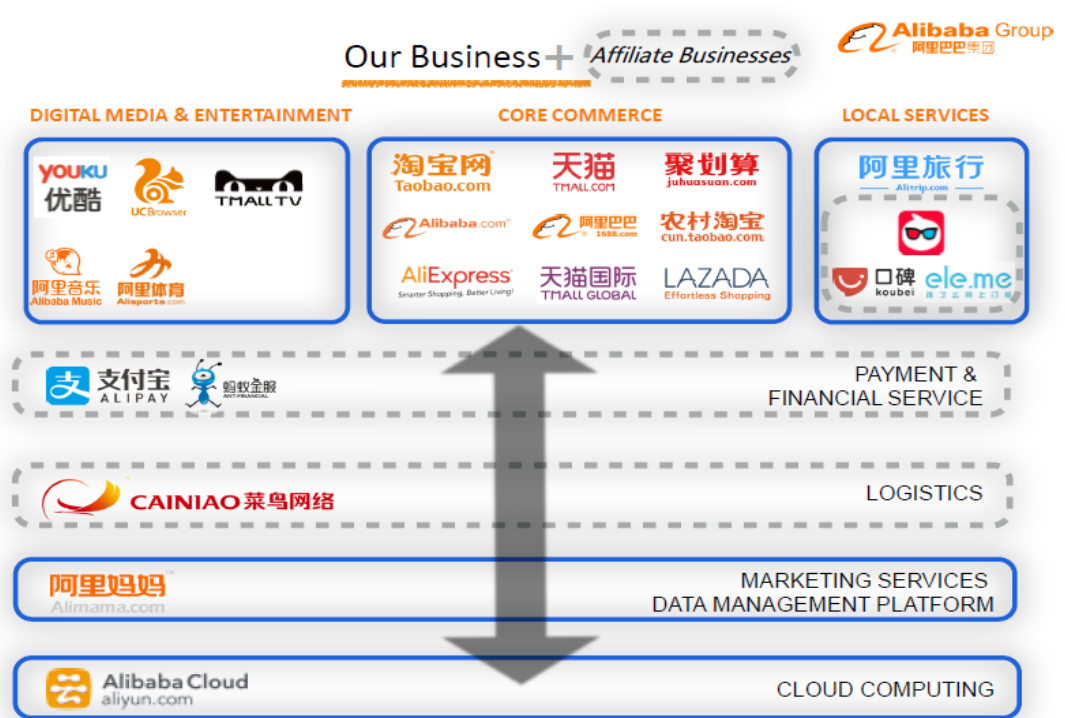 Our Business + Affiliate Businesses
Alibaba Group
阿里巴巴集团
DIGITAL MEDIA & ENTERTAINMENT
CORE COMMERCE
LOCAL SERVICES
YOUKU
优酷
UCBrowser
TMALL TV
阿里音乐
Alibaba Music
阿里体育
Alisports.com
淘宝网
Taobao.com
天猫
TMALL.COM
聚划算
juhuasuan.com
Alibaba.com
阿里巴巴
1688.com
农村淘宝
cun.taobao.com
AliExpress
Smarter Shopping, Better Living!
天猫国际
TMALL GLOBAL
LAZADA
Effortless Shopping
阿里旅行
Alitrip.com
口碑
koubei
ele.me
支付宝
ALIPAY
蚂蚁金服
ANT FINANCIAL
PAYMENT &
FINANCIAL SERVICE
CAINIAO 菜鸟网络
LOGISTICS
阿里妈妈
Alimama.com
MARKETING SERVICES
DATA MANAGEMENT PLATFORM
Alibaba Cloud
aliyun.com
CLOUD COMPUTING